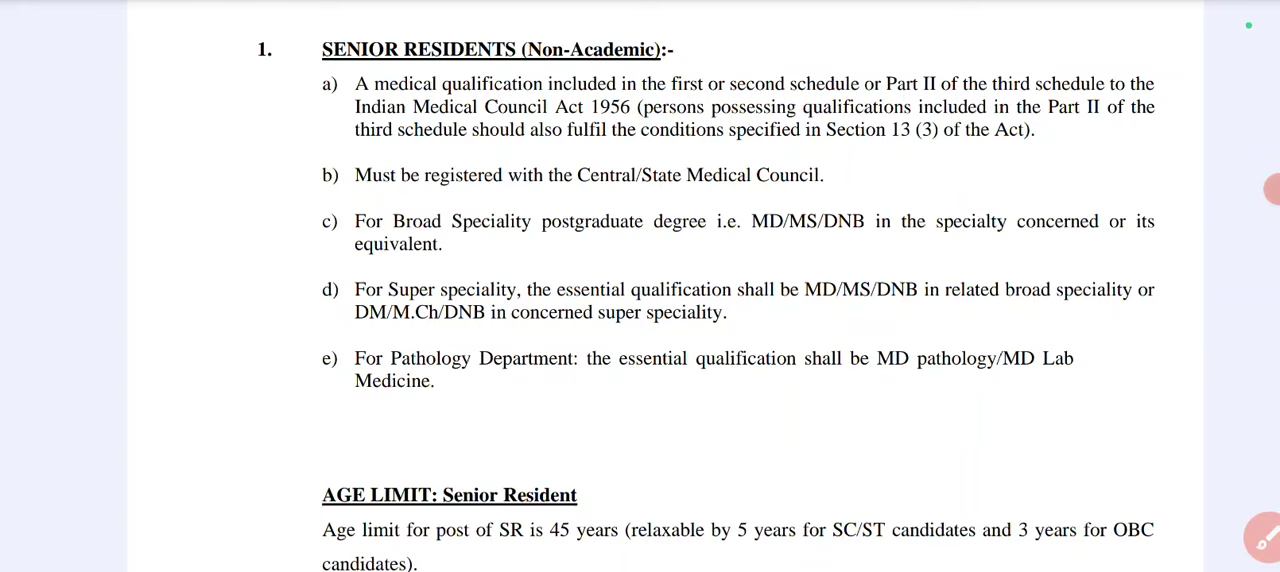 1. SENIOR RESIDENTS (Non-Academic):-
a) A medical qualification included in the first or second schedule or Part II of the third schedule to the
Indian Medical Council Act 1956 (persons possessing qualifications included in the Part II of the
third schedule should also fulfil the conditions specified in Section 13 (3) of the Act).
b) Must be registered with the Central/State Medical Council.
c) For Broad Speciality postgraduate degree i.e. MD/MS/DNB in the specialty concerned or its
equivalent.
d) For Super speciality, the essential qualification shall be MD/MS/DNB in related broad speciality or
DM/M.Ch/DNB in concerned super speciality.
e) For Pathology Department: the essential qualification shall be MD pathology/MD Lab
Medicine.
AGE LIMIT: Senior Resident
Age limit for post of SR is 45 years (relaxable by 5 years for SC/ST candidates and 3 years for OBC
candidates).